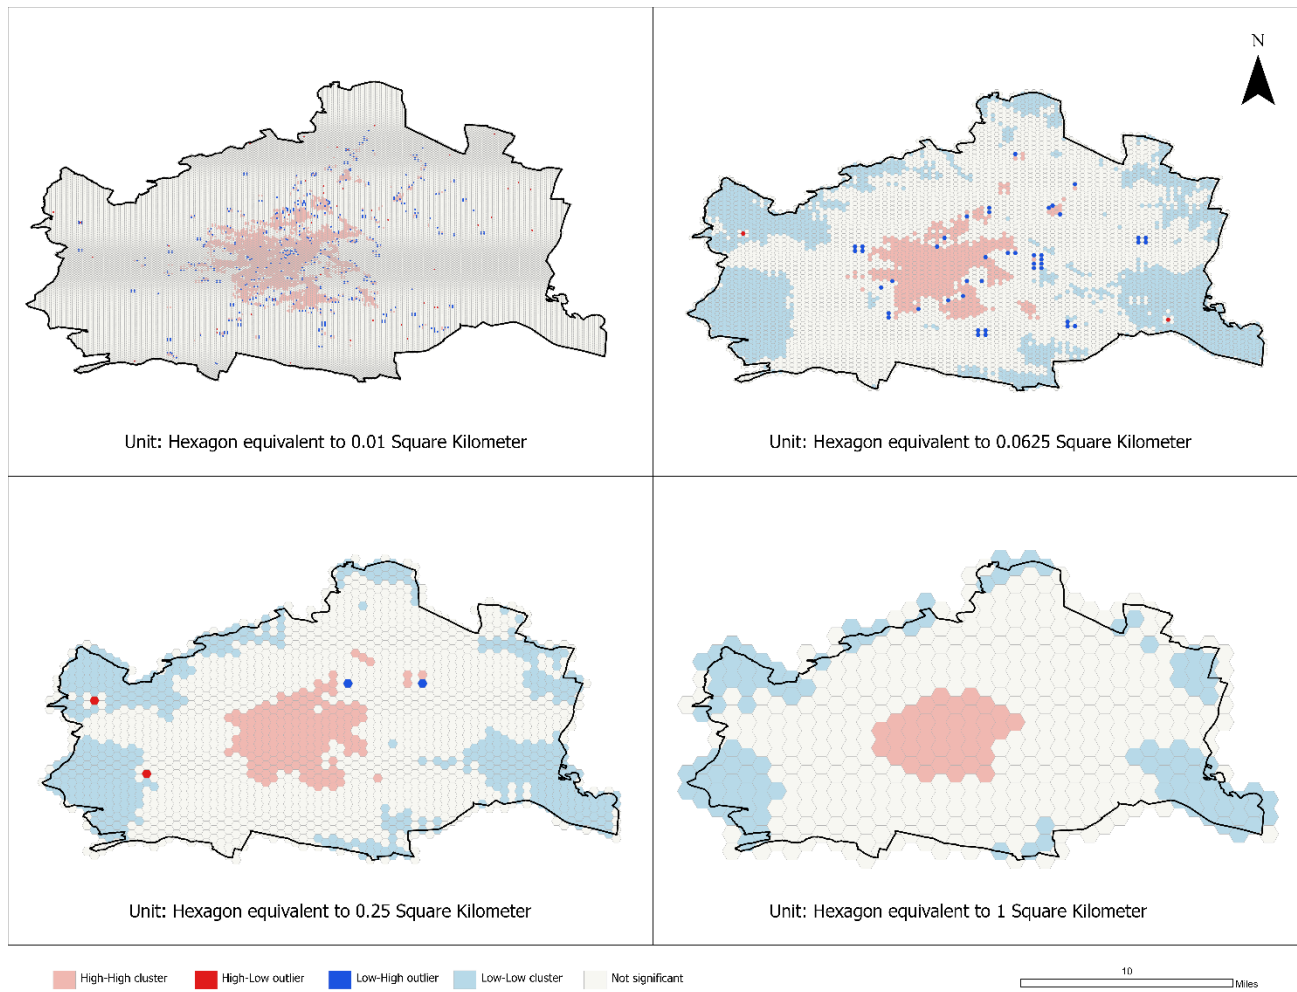 N
Unit: Hexagon equivalent to 0.01 Square Kilometer
Unit: Hexagon equivalent to 0.0625 Square Kilometer
Unit: Hexagon equivalent to 0.25 Square Kilometer
Unit: Hexagon equivalent to 1 Square Kilometer
High-High cluster
High-Low outlier
Low-High outlier
Low-Low cluster
Not significant
10
Miles